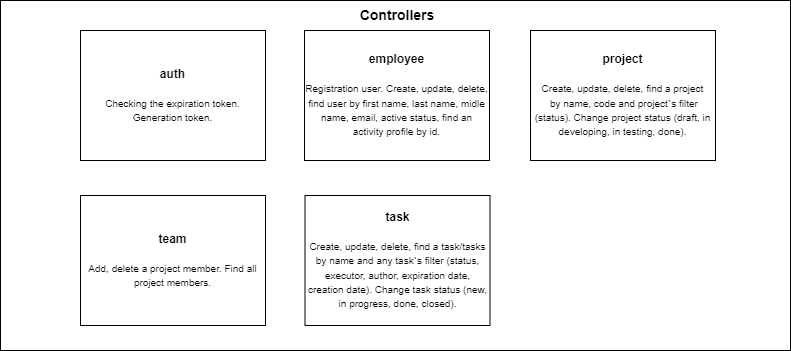 Controllers
auth
Checking the expiration token.
Generation token.
employee
Registration user. Create, update, delete,
find user by first name, last name, midle
name, email, active status, find an
activity profile by id.
project
Create, update, delete, find a project
by name, code and project`s filter
(status). Change project status (draft, in
developing, in testing, done).
team
Add, delete a project member. Find all
project members.
task
Create, update, delete, find a task/tasks
by name and any task`s filter (status,
executor, author, expiration date,
creation date). Change task status (new,
in progress, done, closed).